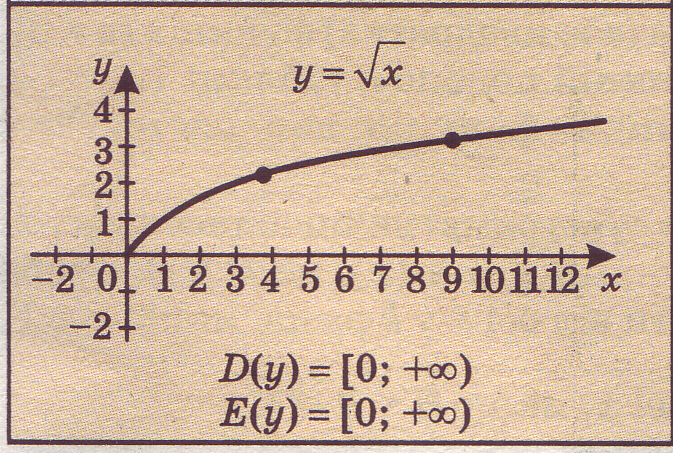 y = √x
y
4
3
2
1
−2 0 1 2 3 4 5 6 7 8 9 10 11 12 x
−2
D(y) = [0; +∞)
E(y) = [0; +∞)